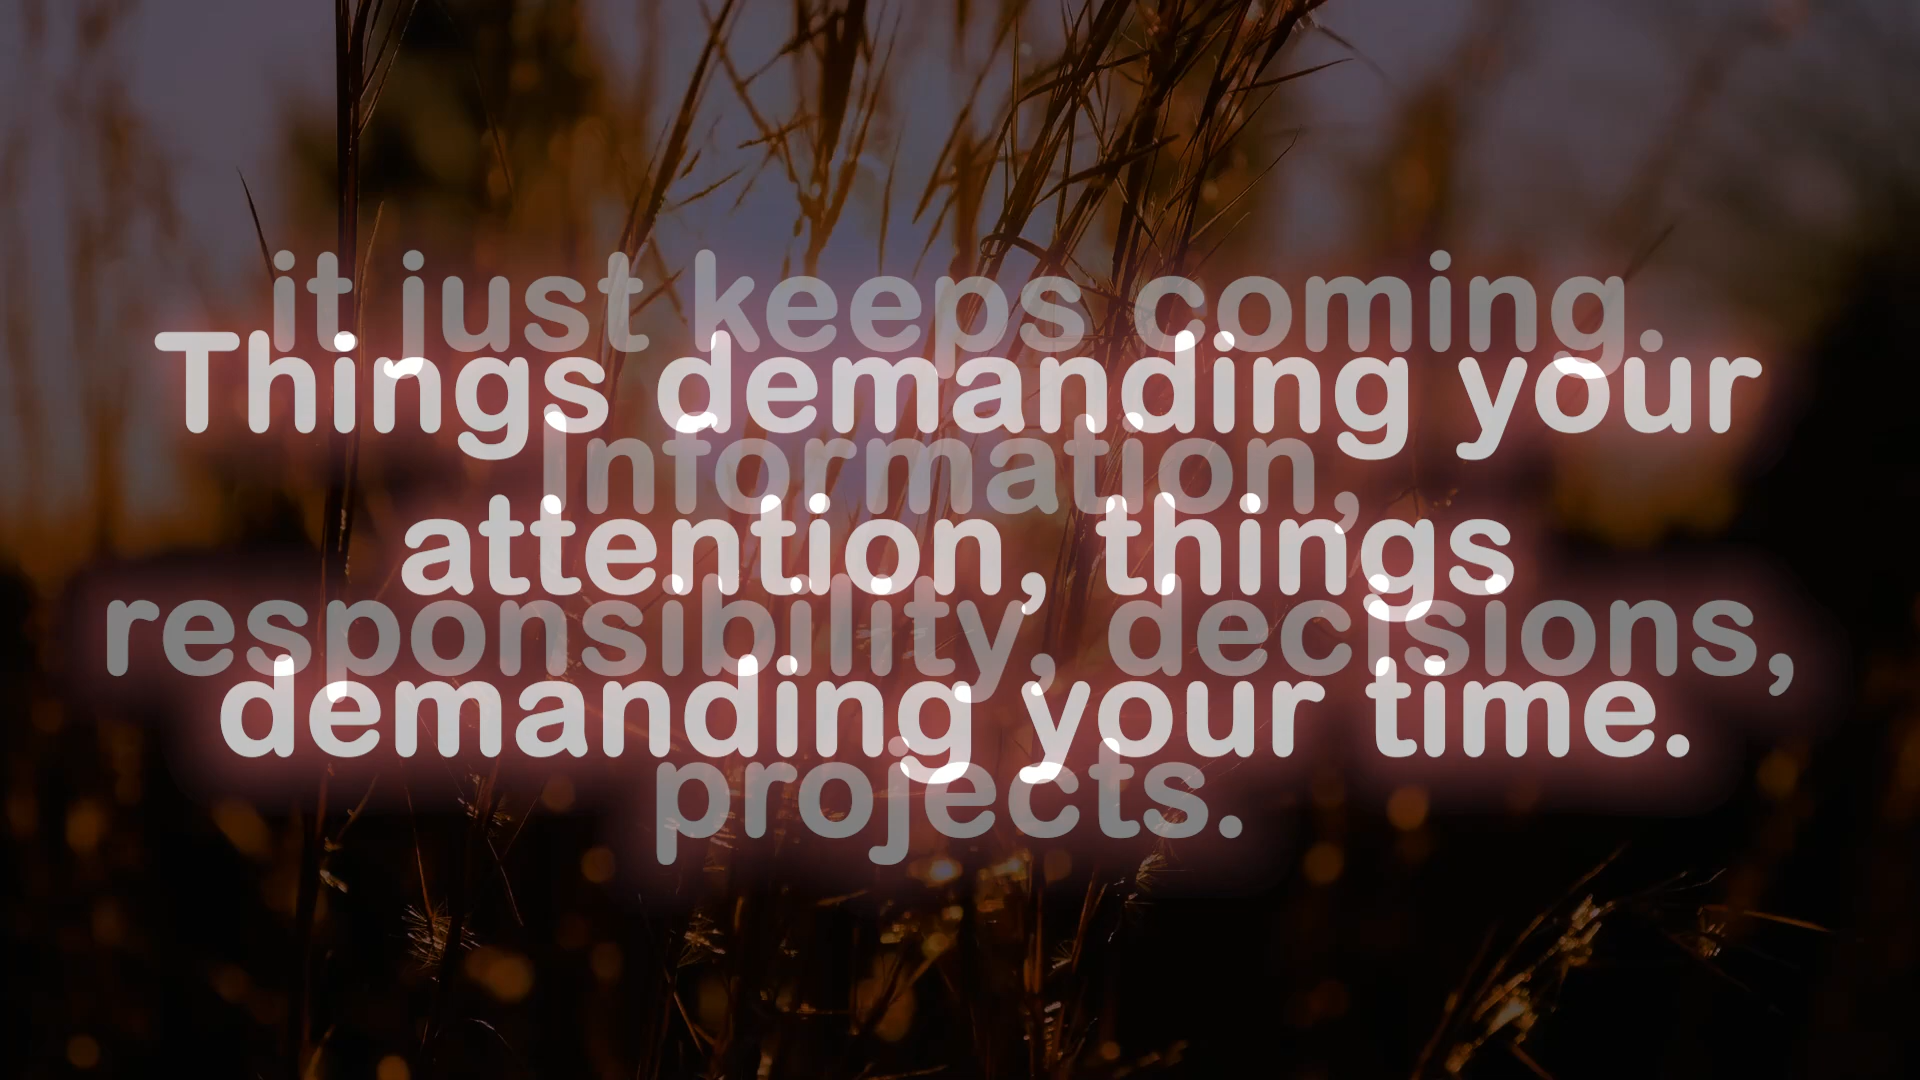 it just keeps coming.
Things demanding your
Information,
attention, things
responsibility, decisions,
demanding your time.
projects.